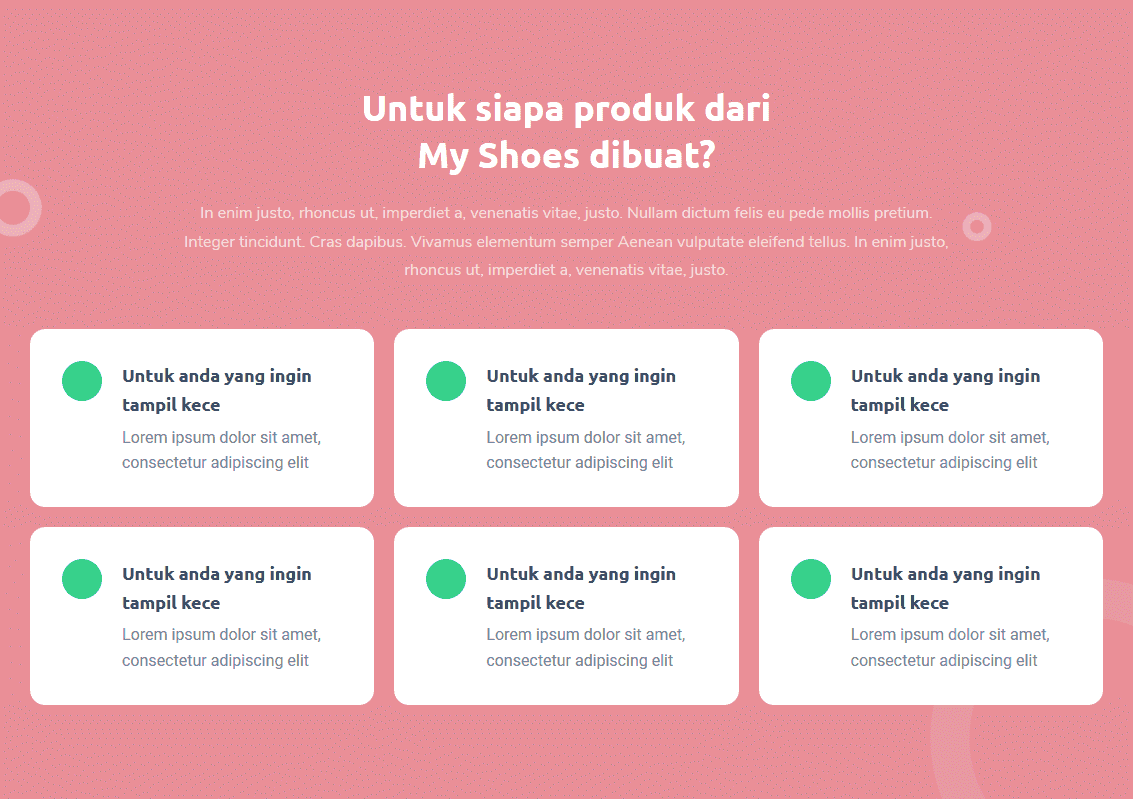 Untuk siapa produk dari
My Shoes dibuat?
In enim justo, rhoncus ut, imperdiet a, venenatis vitae, justo. Nullam dictum felis eu pede mollis pretium.
Integer tincidunt. Cras dapibus. Vivamus elementum semper Aenean vulputate eleifend tellus. In enim justo,
rhoncus ut, imperdiet a, venenatis vitae, justo.
Untuk anda yang ingin
tampil kece
Lorem ipsum dolor sit amet,
consectetur adipiscing elit
Untuk anda yang ingin
tampil kece
Lorem ipsum dolor sit amet,
consectetur adipiscing elit
Untuk anda yang ingin
tampil kece
Lorem ipsum dolor sit amet,
consectetur adipiscing elit
Untuk anda yang ingin
tampil kece
Lorem ipsum dolor sit amet,
consectetur adipiscing elit
Untuk anda yang ingin
tampil kece
Lorem ipsum dolor sit amet,
consectetur adipiscing elit
Untuk anda yang ingin
tampil kece
Lorem ipsum dolor sit amet,
consectetur adipiscing elit